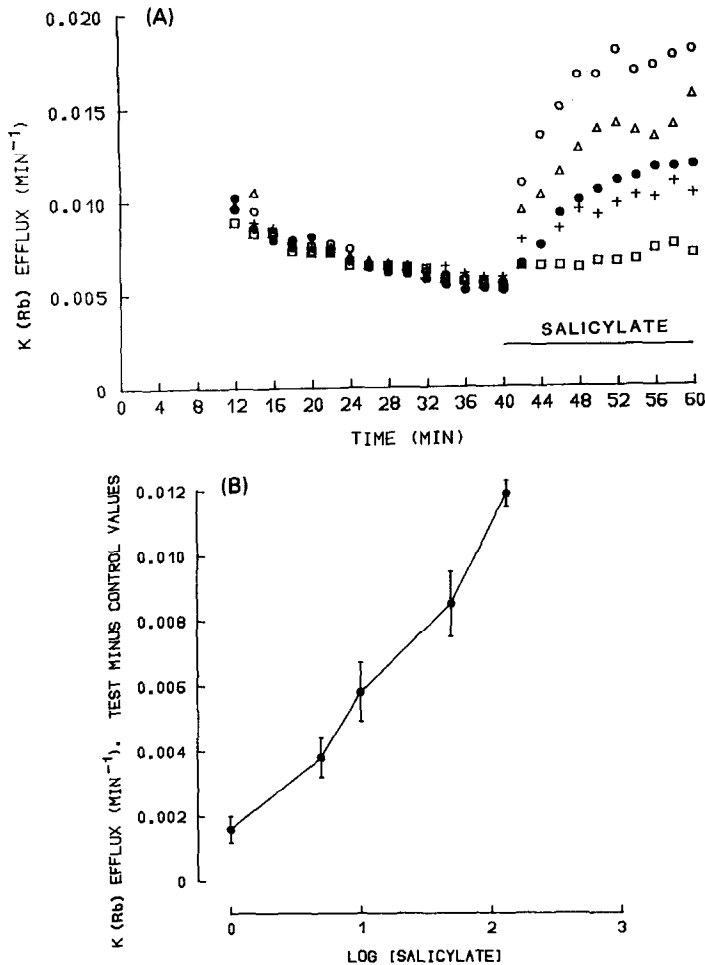 (A)
0.020
0.015
0.010
0.005
0
K (Rb) EFFLUX (MIN⁻¹)
SALICYLATE
0 4 8 12 16 20 24 28 32 36 40 44 48 52 56 60
TIME (MIN)
(B)
0.012
0.010
0.008
0.006
0.004
0.002
0
K (Rb) EFFLUX (MIN⁻¹). TEST MINUS CONTROL VALUES
0 1 2 3
LOG [SALICYLATE]